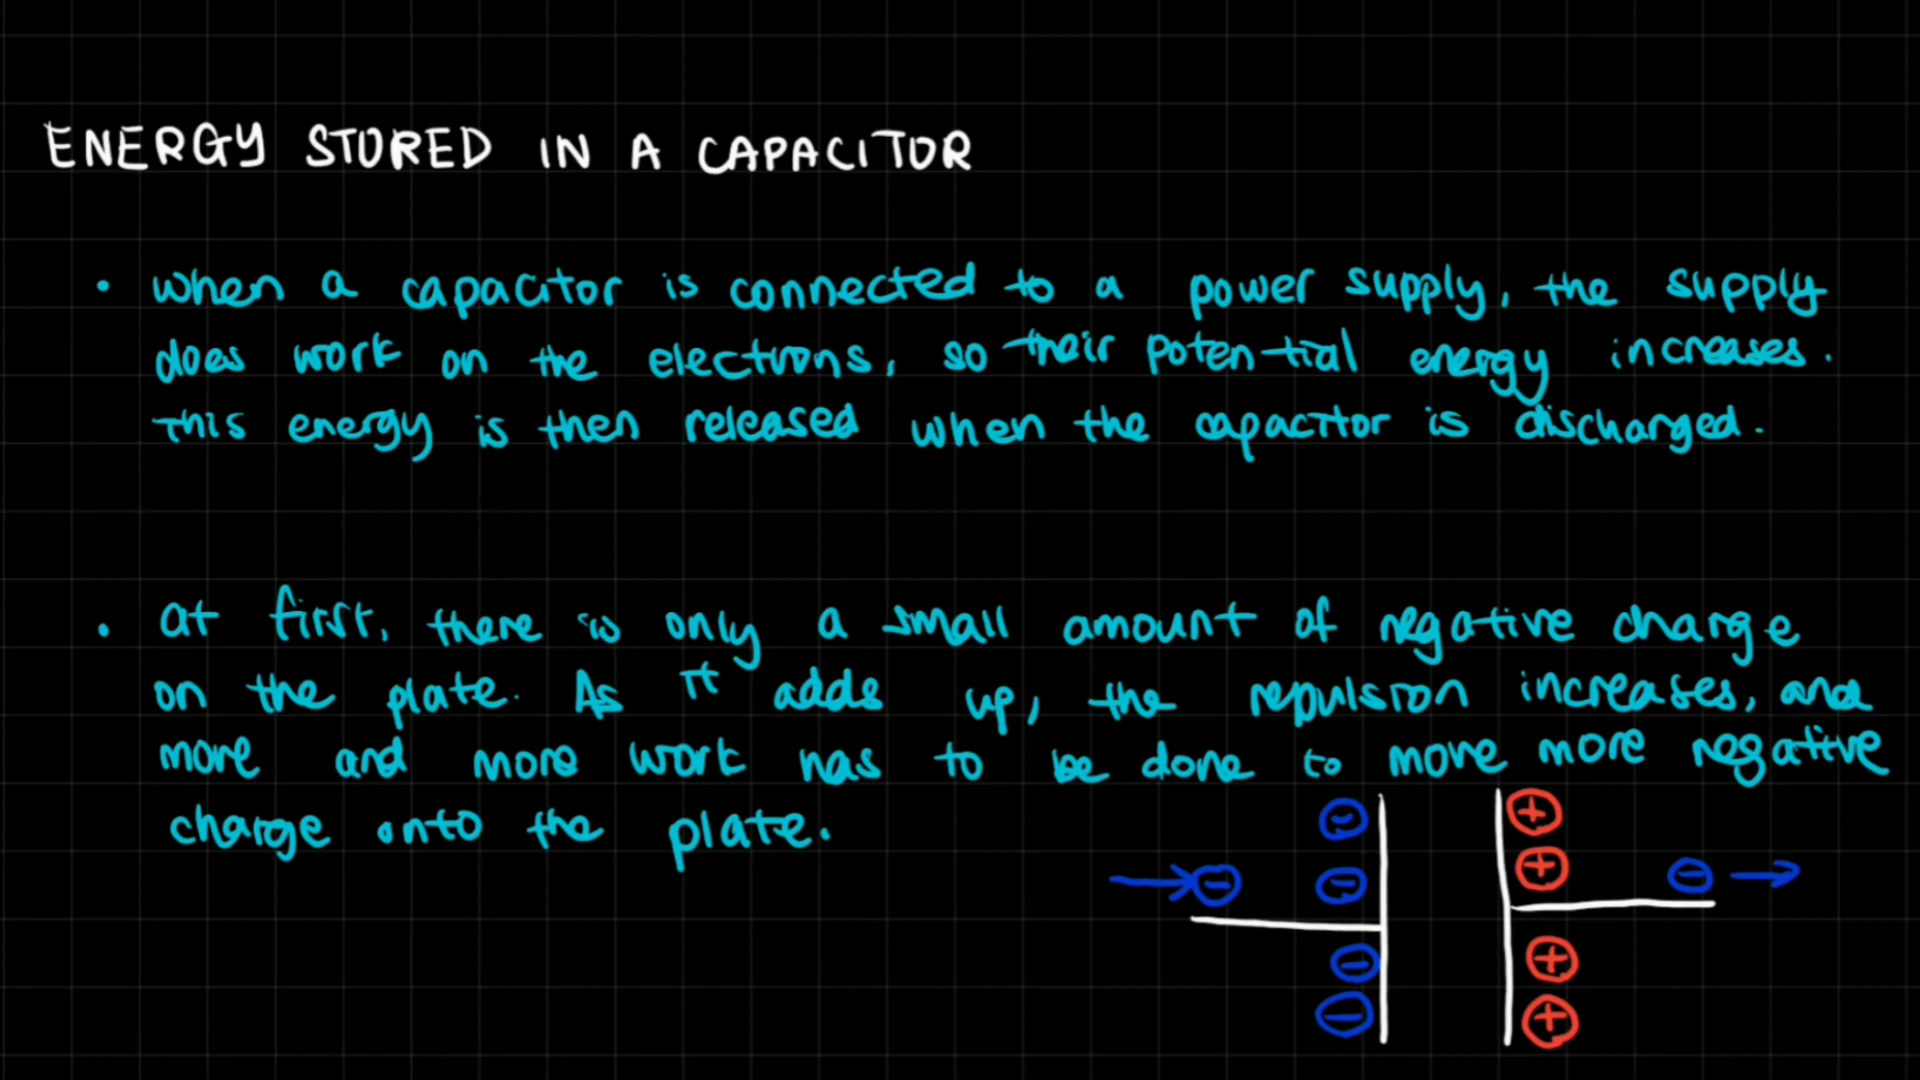 ENERGY STORED IN A CAPACITOR
• when a capacitor is connected to a power supply, the supply
does work on the electrons, so their potential energy increases.
this energy is then released when the capacitor is discharged.
• at first, there is only a small amount of negative charge
on the plate. As it adds up, the repulsion increases, and
more and more work has to be done to move more negative
charge onto the plate.
- +
- - + -
- +
- +